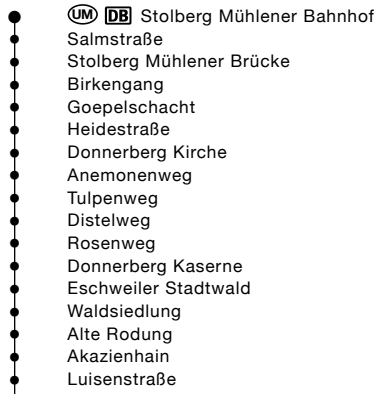 UM DB Stolberg Mühlener Bahnhof
Salmstraße
Stolberg Mühlener Brücke
Birkengang
Goepelschacht
Heidestraße
Donnerberg Kirche
Anemonenweg
Tulpenweg
Distelweg
Rosenweg
Donnerberg Kaserne
Eschweiler Stadtwald
Waldsiedlung
Alte Rodung
Akazienhain
Luisenstraße